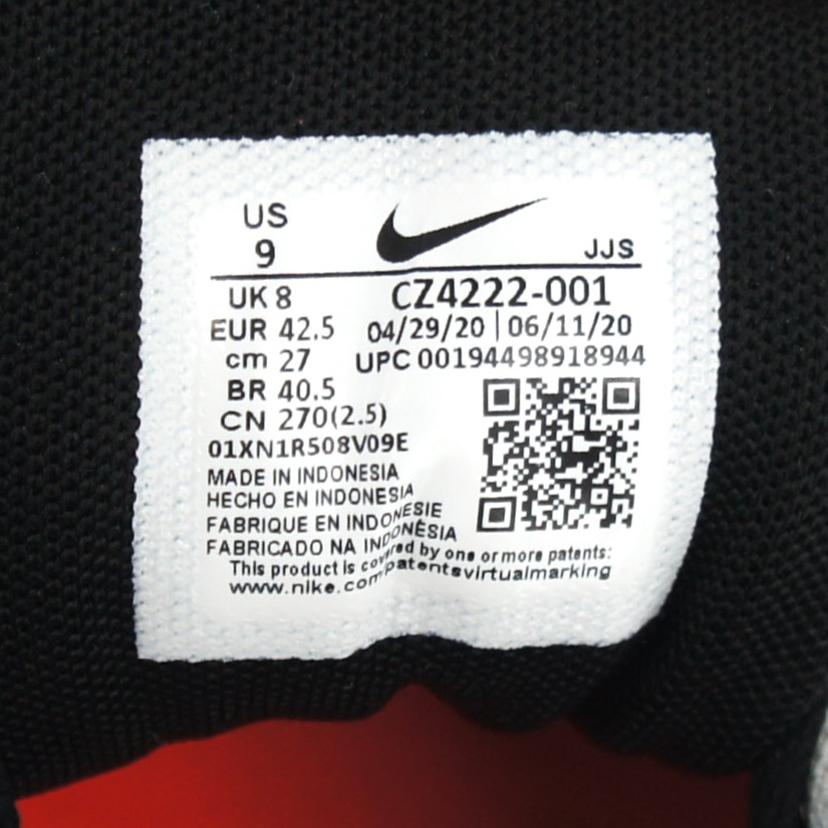 US
9
JJS
UK 8
CZ4222-001
EUR 42.5
04/29/20 | 06/11/20
cm 27
UPC 00194498918944
BR 40.5
CN 270(2.5)
01XN1R508V09E
MADE IN INDONESIA
HECHO EN INDONESIA
FABRIQUE EN INDONESIE
FABRICADO NA INDONÉSIA
This product is covered by one or more patents:
www.nike.com/patentsvirtualmarking